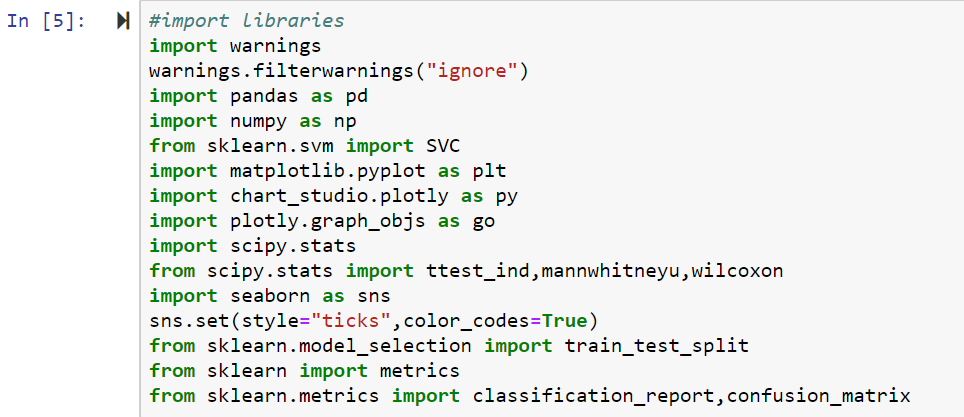 In [5]:
#import libraries
import warnings
warnings.filterwarnings("ignore")
import pandas as pd
import numpy as np
from sklearn.svm import SVC
import matplotlib.pyplot as plt
import chart_studio.plotly as py
import plotly.graph_objs as go
import scipy.stats
from scipy.stats import ttest_ind,mannwhitneyu,wilcoxon
import seaborn as sns
sns.set(style="ticks",color_codes=True)
from sklearn.model_selection import train_test_split
from sklearn import metrics
from sklearn.metrics import classification_report,confusion_matrix